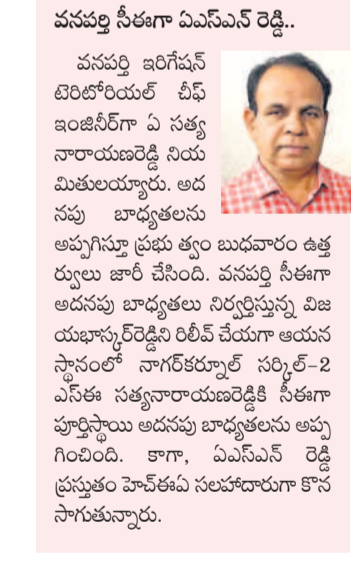 వనపర్తి సీఈగా ఏఎస్ఎన్ రెడ్డి..
వనపర్తి ఇరిగేషన్
టెరిటోరియల్ చీఫ్
ఇంజినీర్‌గా ఏ సత్య
నారాయణరెడ్డి నియ
మితులయ్యారు. అద
నపు బాధ్యతలను
అప్పగిస్తూ ప్రభు త్వం బుధవారం ఉత్త
ర్వులు జారీ చేసింది. వనపర్తి సీఈగా
అదనపు బాధ్యతలు నిర్వర్తిస్తున్న విజ
యభాస్కర్‌రెడ్డిని రిలీవ్ చేయగా ఆయన
స్థానంలో నాగర్‌కర్నూల్ సర్కిల్-2
ఎస్ఈ సత్యనారాయణరెడ్డికి సీఈగా
పూర్తిస్థాయి అదనపు బాధ్యతలను అప్ప
గించింది. కాగా, ఏఎస్ఎన్ రెడ్డి
ప్రస్తుతం హెచ్ఈఏ సలహాదారుగా కొన
సాగుతున్నారు.